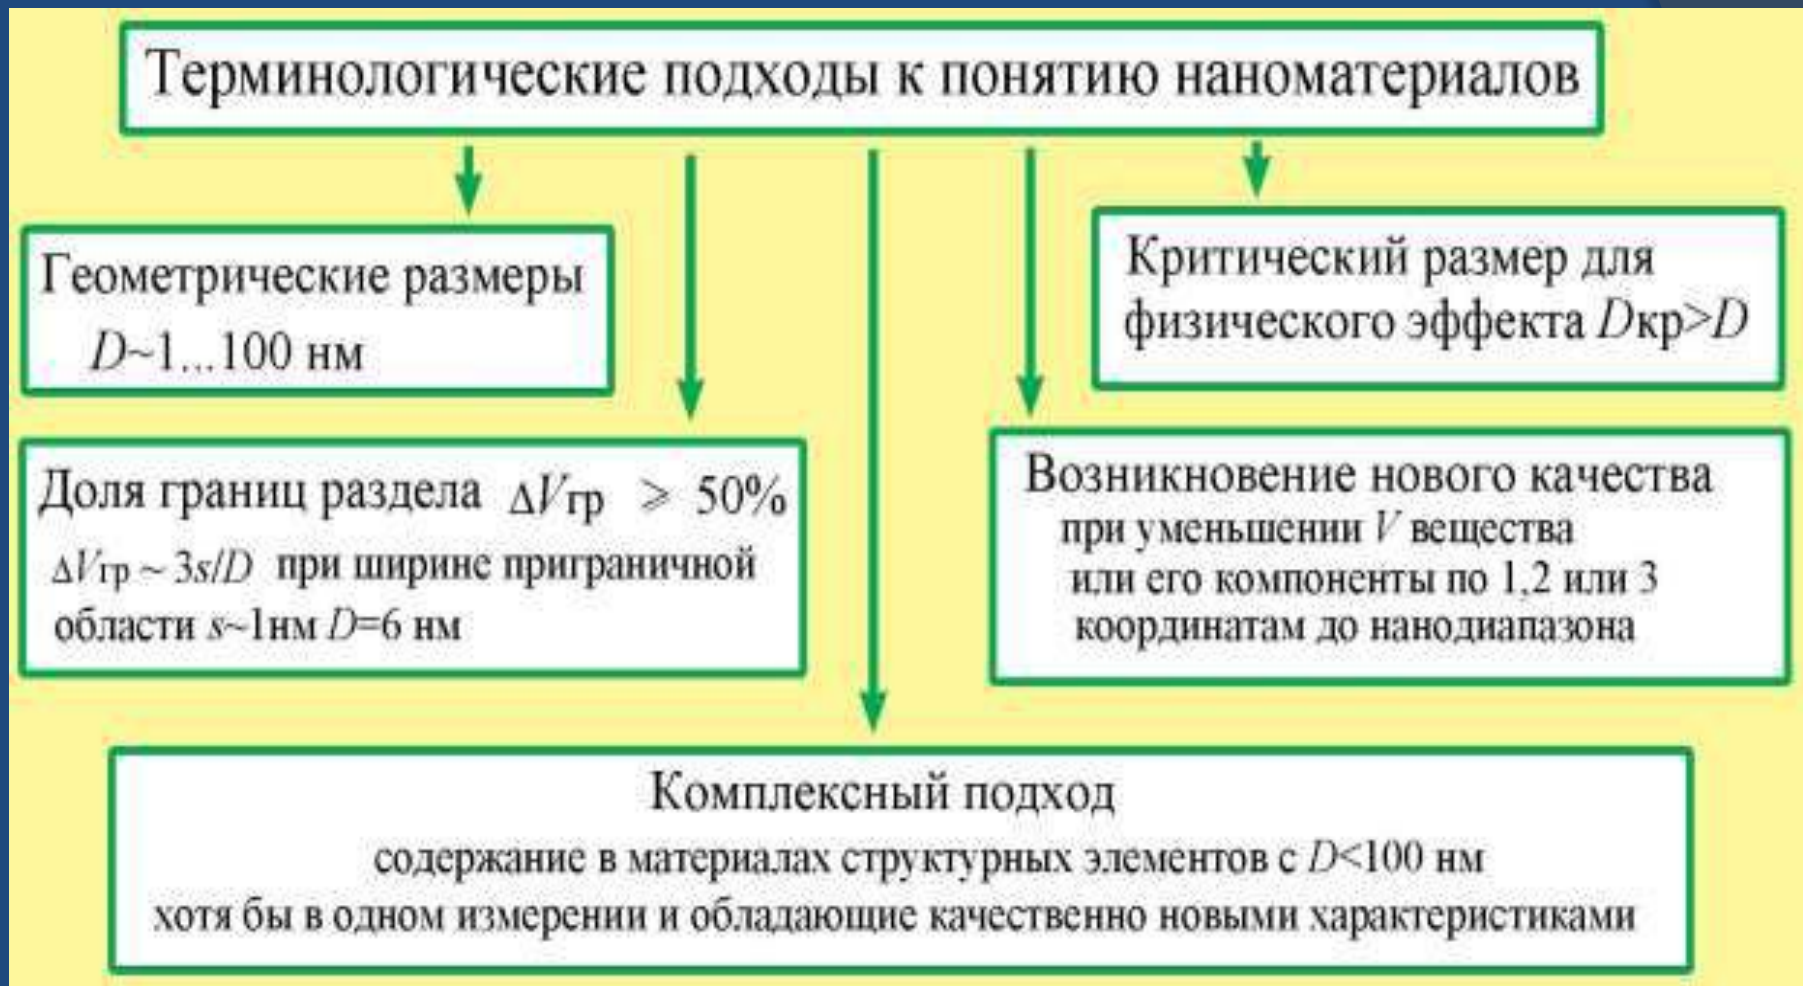 Терминологические подходы к понятию наноматериалов
Геометрические размеры
D~1...100 нм
Критический размер для
физического эффекта Dкр>D
Доля границ раздела ΔVгр ⩾ 50%
ΔVгр ~ 3s/D при ширине приграничной
области s~1нм D=6 нм
Возникновение нового качества
при уменьшении V вещества
или его компоненты по 1,2 или 3
координатам до нанодиапазона
Комплексный подход
содержание в материалах структурных элементов с D<100 нм
хотя бы в одном измерении и обладающие качественно новыми характеристиками